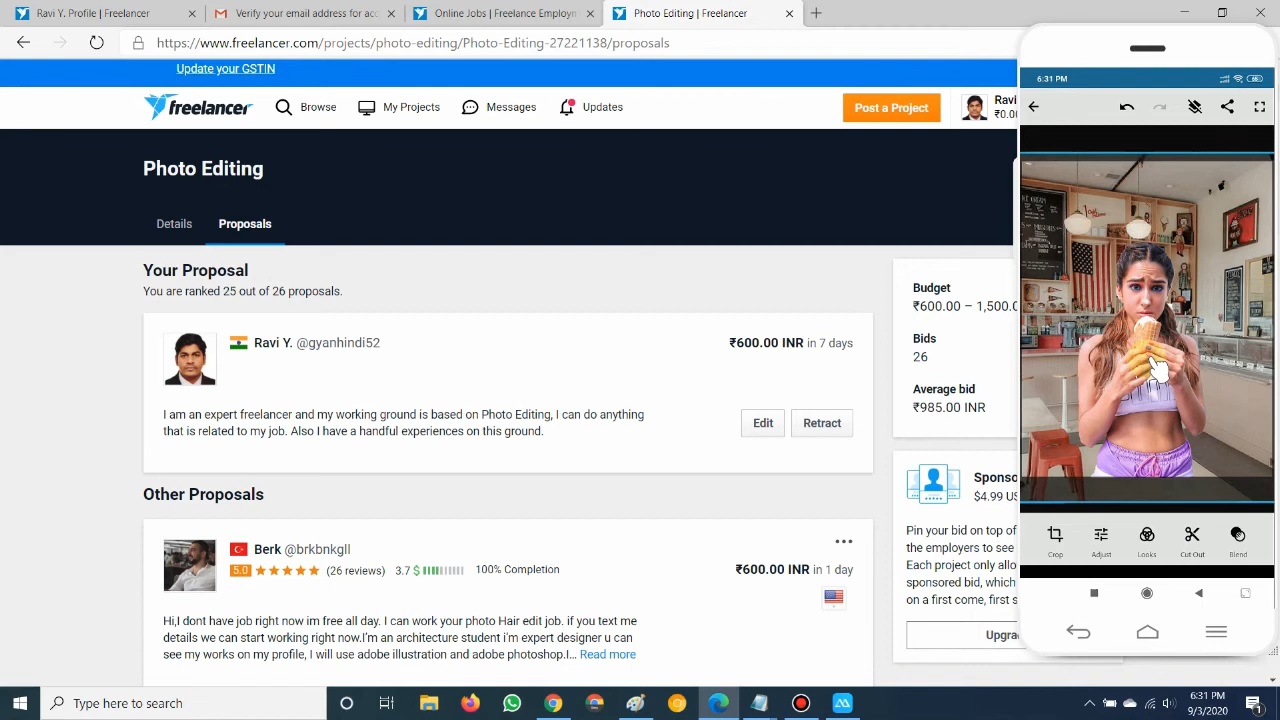 Ravi Y. Profile | Freelancer
Verify your email address for acc
Online Jobs | Freelance Employm
Photo Editing | Freelancer
https://www.freelancer.com/projects/photo-editing/Photo-Editing-27221138/proposals
Update your GSTIN
freelancer
Browse
My Projects
Messages
Updates
Post a Project
Ravi
₹0.0
Photo Editing
Details
Proposals
Your Proposal
You are ranked 25 out of 26 proposals.
Ravi Y. @gyanhindi52
₹600.00 INR in 7 days
I am an expert freelancer and my working ground is based on Photo Editing, I can do anything
that is related to my job. Also I have a handful experiences on this ground.
Edit
Retract
Other Proposals
Berk @brkbnkgll
5.0
(26 reviews)
3.7 $
100% Completion
₹600.00 INR in 1 day
Hi,I dont have job right now im free all day. I can work your photo Hair edit job. if you text me
details we can start working right now.I'm an architecture student i'm expert designer u can
see my works on my profile, I will use adobe illustration and adobe photoshop.I... Read more
Budget
₹600.00 – 1,500.0
Bids
26
Average bid
₹985.00 INR
Sponso
$4.99 US
Pin your bid on top of
the employers to see
Each project only allo
sponsored bid, which
on a first come, first s
Upgra
6:31 PM
ICE CREAM
Crop
Adjust
Looks
Cut Out
Blend
Type here to search
6:31 PM
9/3/2020
1